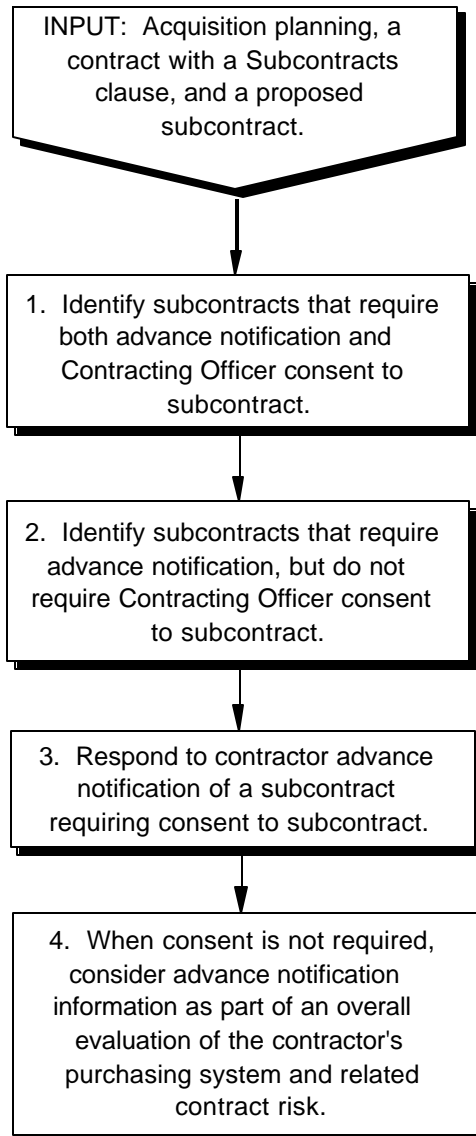 INPUT:  Acquisition planning, a
contract with a Subcontracts
clause, and a proposed
subcontract.
1.  Identify subcontracts that require
both advance notification and
Contracting Officer consent to
subcontract.
2.  Identify subcontracts that require
advance notification, but do not
require Contracting Officer consent
to subcontract.
3.  Respond to contractor advance
notification of a subcontract
requiring consent to subcontract.
4.  When consent is not required,
consider advance notification
information as part of an overall
evaluation of the contractor's
purchasing system and related
contract risk.